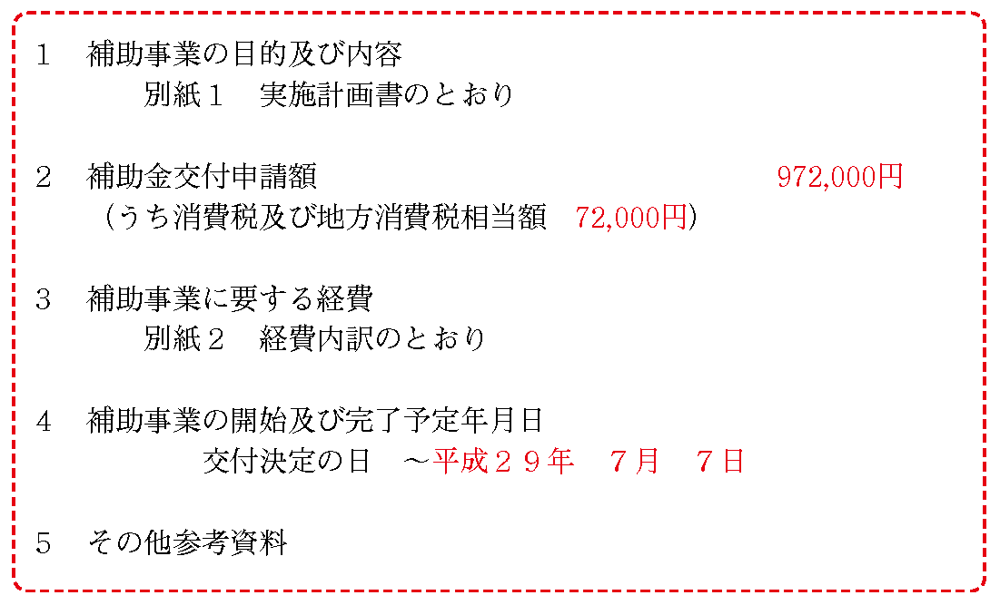 １　補助事業の目的及び内容
別紙１　実施計画書のとおり
２　補助金交付申請額　972,000円
（うち消費税及び地方消費税相当額　72,000円）
３　補助事業に要する経費
別紙２　経費内訳のとおり
４　補助事業の開始及び完了予定年月日
交付決定の日　～平成２９年　７月　７日
５　その他参考資料